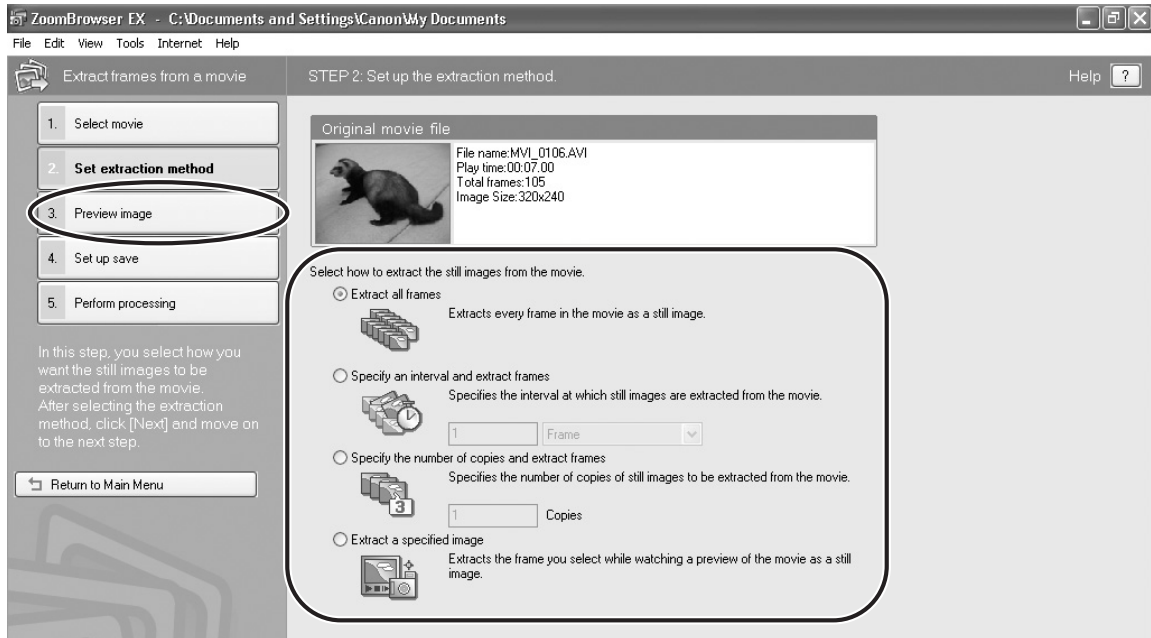 ZoomBrowser EX - C:\Documents and Settings\Canon\My Documents
File Edit View Tools Internet Help
Extract frames from a movie
STEP 2: Set up the extraction method.
Help ?
1. Select movie
2. Set extraction method
3. Preview image
4. Set up save
5. Perform processing
In this step, you select how you
want the still images to be
extracted from the movie.
After selecting the extraction
method, click [Next] and move on
to the next step.
Return to Main Menu
Original movie file
File name:MVI_0106.AVI
Play time:00:07.00
Total frames:105
Image Size:320x240
Select how to extract the still images from the movie.
Extract all frames
Extracts every frame in the movie as a still image.
Specify an interval and extract frames
Specifies the interval at which still images are extracted from the movie.
1 Frame
Specify the number of copies and extract frames
Specifies the number of copies of still images to be extracted from the movie.
3
1 Copies
Extract a specified image
Extracts the frame you select while watching a preview of the movie as a still
image.